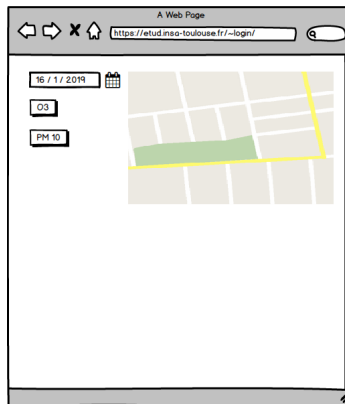 A Web Page
https://etud.insa-toulouse.fr/~login/
16 / 1 / 2019
O3
PM 10